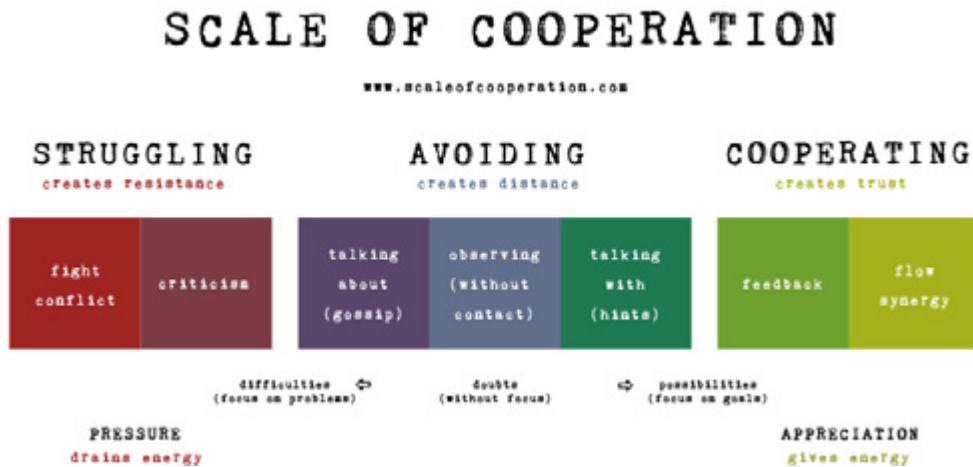 SCALE OF COOPERATION
www.scaleofcooperation.com
STRUGGLING
creates resistance
AVOIDING
creates distance
COOPERATING
creates trust
fight
conflict
criticism
talking
about
(gossip)
observing
(without
contact)
talking
with
(hints)
feedback
flow
synergy
difficulties
(focus on problems)
doubts
(without focus)
possibilities
(focus on goals)
PRESSURE
drains energy
APPRECIATION
gives energy